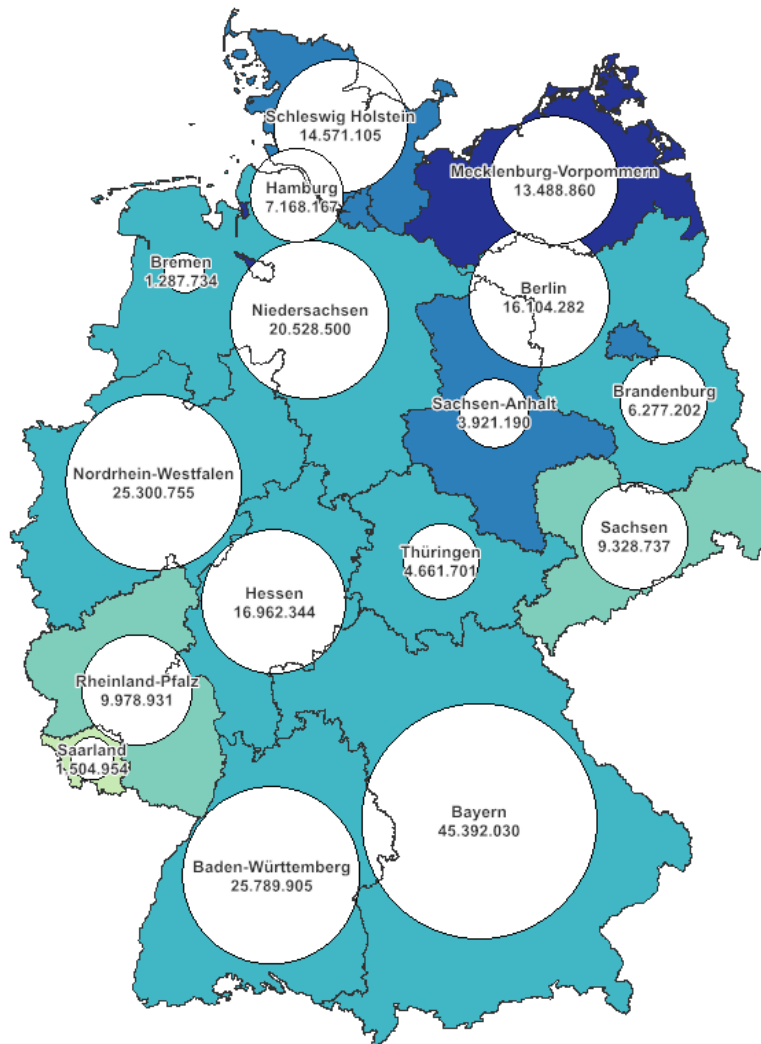 Schleswig Holstein
14.571.105
Mecklenburg-Vorpommern
13.488.860
Hamburg
7.168.167
Bremen
1.287.734
Niedersachsen
20.528.500
Berlin
16.104.282
Brandenburg
6.277.202
Sachsen-Anhalt
3.921.190
Nordrhein-Westfalen
25.300.755
Sachsen
9.328.737
Thüringen
4.661.701
Hessen
16.962.344
Rheinland-Pfalz
9.978.931
Saarland
1.504.954
Bayern
45.392.030
Baden-Württemberg
25.789.905